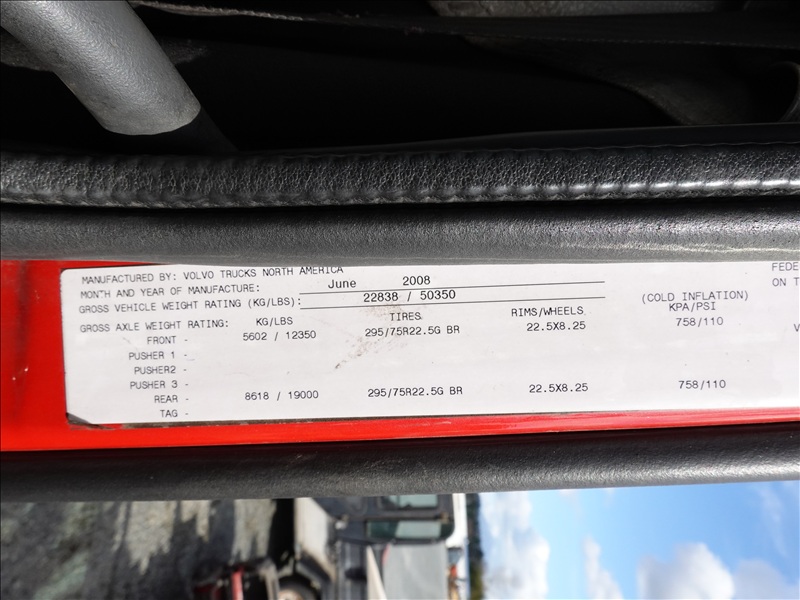 MANUFACTURED BY: VOLVO TRUCKS NORTH AMERICA
MONTH AND YEAR OF MANUFACTURE: June 2008
GROSS VEHICLE WEIGHT RATING (KG/LBS): 22838 / 50350
GROSS AXLE WEIGHT RATING: KG/LBS TIRES RIMS/WHEELS (COLD INFLATION) KPA/PSI
FRONT - 5602 / 12350 295/75R22.5G BR 22.5X8.25 758/110
PUSHER 1 -
PUSHER2 -
PUSHER 3 -
REAR - 8618 / 19000 295/75R22.5G BR 22.5X8.25 758/110
TAG -
FEDE
ON T
V